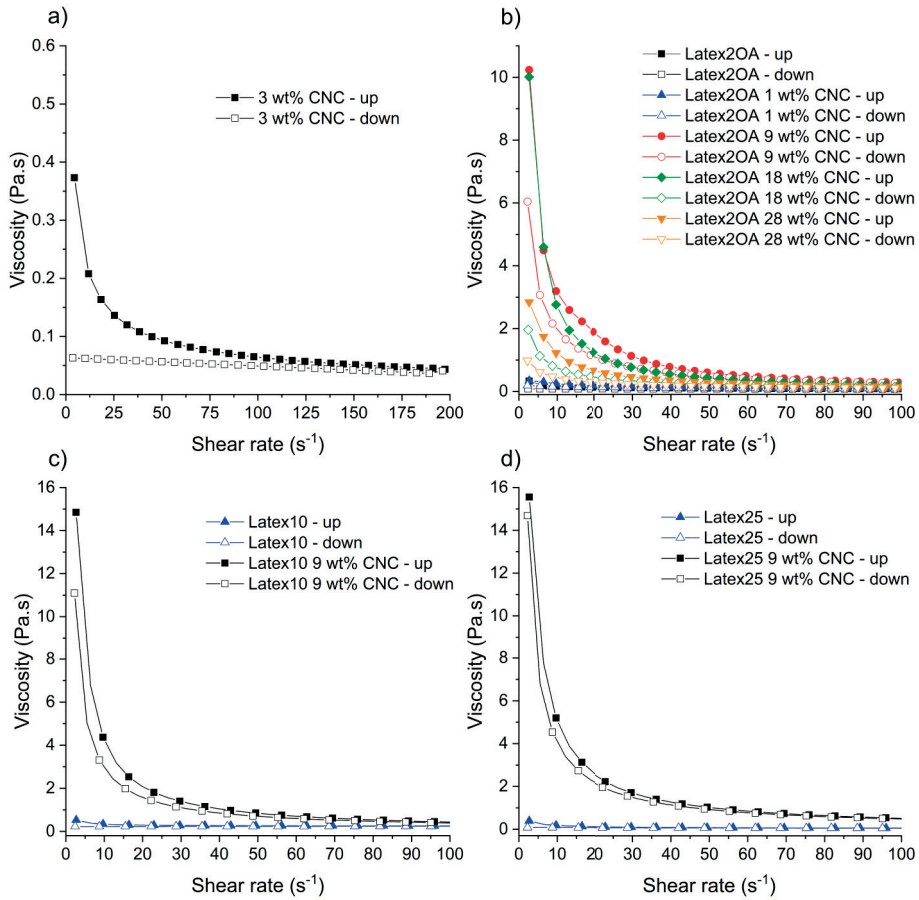 a)
0.6
0.5
0.4
0.3
0.2
0.1
0.0
0 25 50 75 100 125 150 175 200
Viscosity (Pa.s)
Shear rate (s⁻¹)
3 wt% CNC - up
3 wt% CNC - down
b)
10
8
6
4
2
0
0 10 20 30 40 50 60 70 80 90 100
Viscosity (Pa.s)
Shear rate (s⁻¹)
Latex2OA - up
Latex2OA - down
Latex2OA 1 wt% CNC - up
Latex2OA 1 wt% CNC - down
Latex2OA 9 wt% CNC - up
Latex2OA 9 wt% CNC - down
Latex2OA 18 wt% CNC - up
Latex2OA 18 wt% CNC - down
Latex2OA 28 wt% CNC - up
Latex2OA 28 wt% CNC - down
c)
16
14
12
10
8
6
4
2
0
0 10 20 30 40 50 60 70 80 90 100
Viscosity (Pa.s)
Shear rate (s⁻¹)
Latex10 - up
Latex10 - down
Latex10 9 wt% CNC - up
Latex10 9 wt% CNC - down
d)
16
14
12
10
8
6
4
2
0
0 10 20 30 40 50 60 70 80 90 100
Viscosity (Pa.s)
Shear rate (s⁻¹)
Latex25 - up
Latex25 - down
Latex25 9 wt% CNC - up
Latex25 9 wt% CNC - down